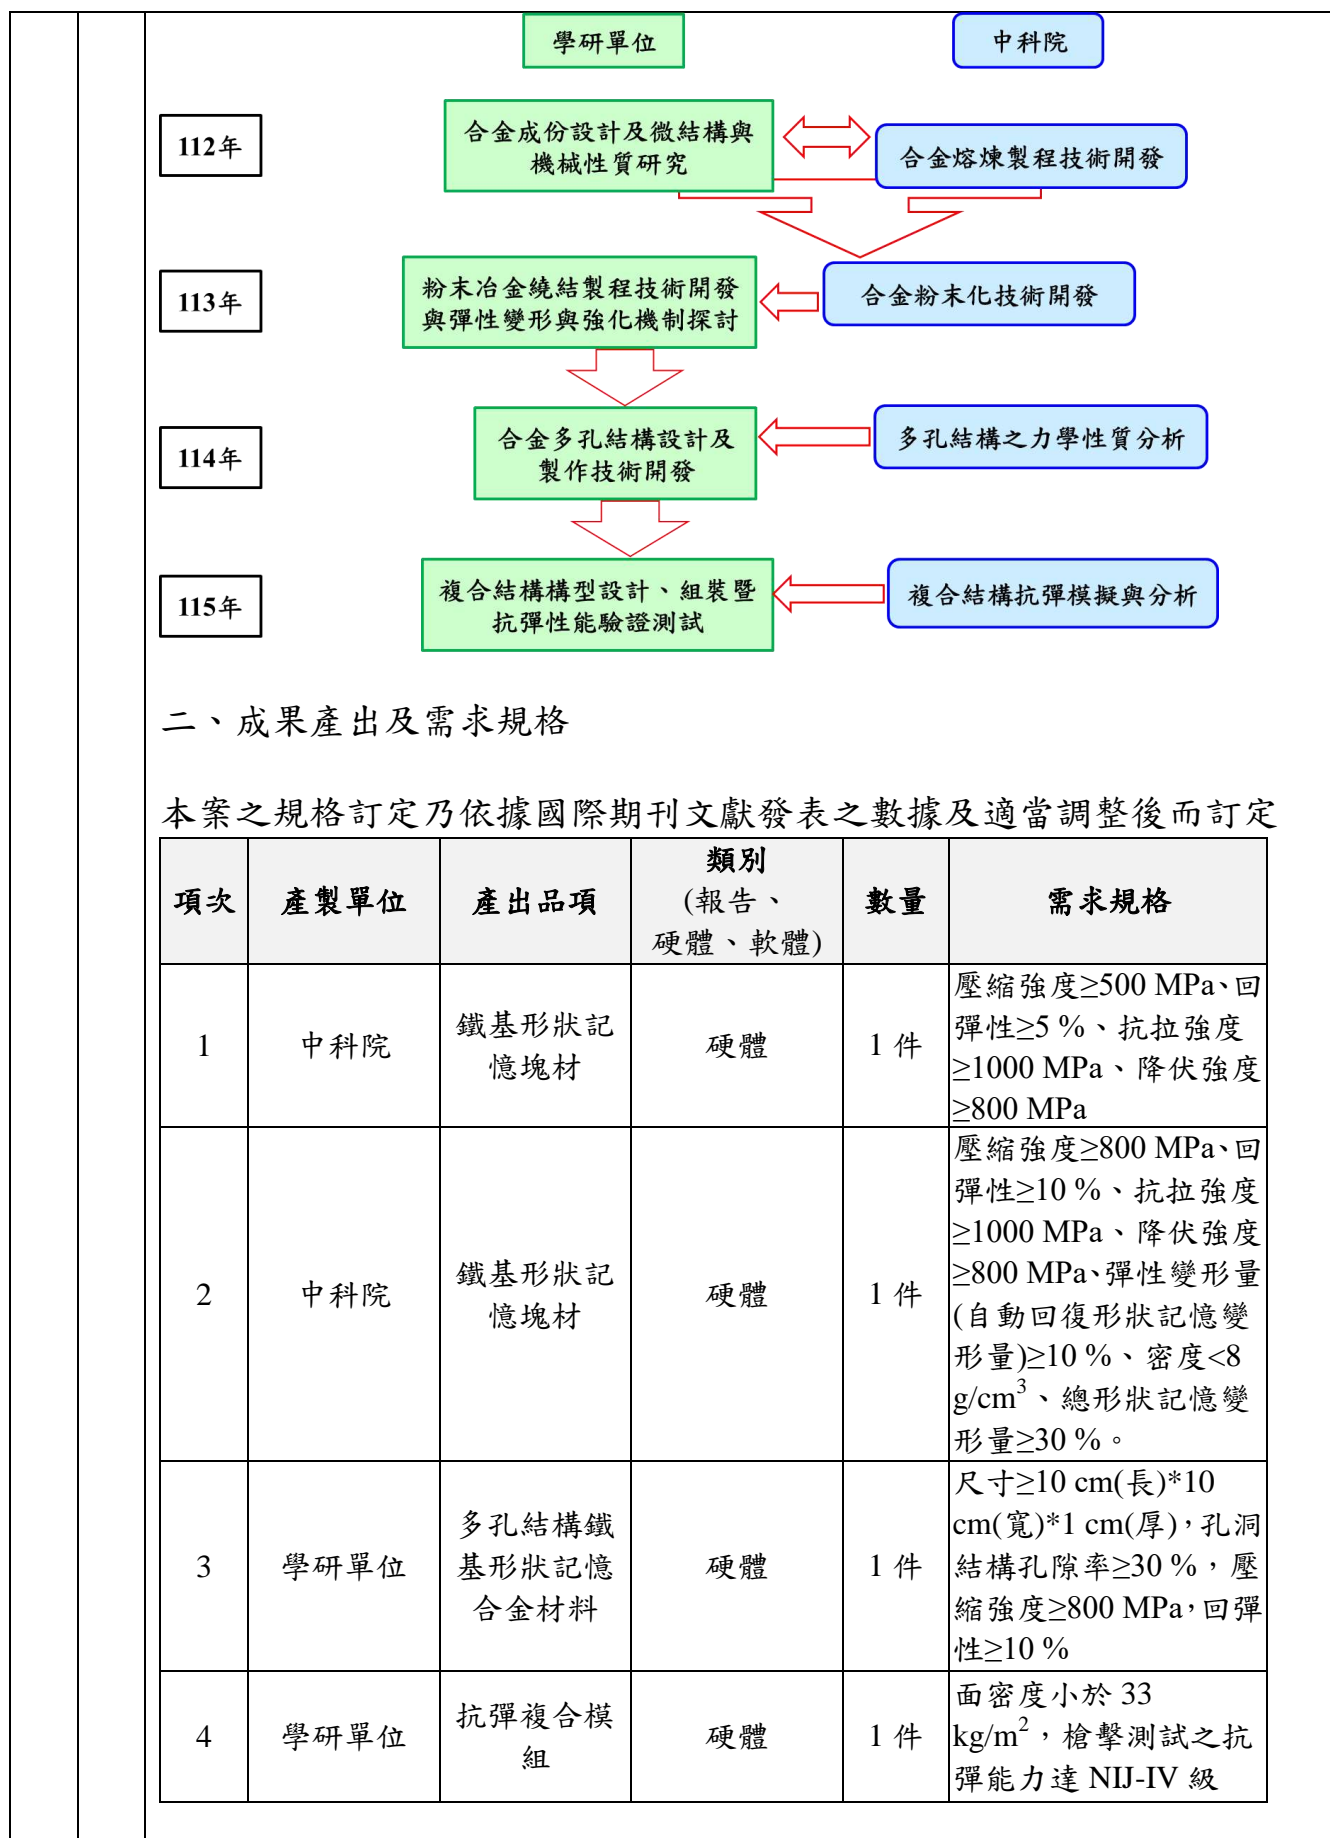 學研單位
中科院
112年
合金成份設計及微結構與
機械性質研究
合金熔煉製程技術開發
113年
粉末冶金繞結製程技術開發
與彈性變形與強化機制探討
合金粉末化技術開發
114年
合金多孔結構設計及
製作技術開發
多孔結構之力學性質分析
115年
複合結構構型設計、組裝暨
抗彈性能驗證測試
複合結構抗彈模擬與分析
二、成果產出及需求規格
本案之規格訂定乃依據國際期刊文獻發表之數據及適當調整後而訂定
項次
產製單位
產出品項
類別
(報告、
硬體、軟體)
數量
需求規格
1
中科院
鐵基形狀記
憶塊材
硬體
1 件
壓縮強度≥500 MPa、回
彈性≥5 %、抗拉強度
≥1000 MPa、降伏強度
≥800 MPa
2
中科院
鐵基形狀記
憶塊材
硬體
1 件
壓縮強度≥800 MPa、回
彈性≥10 %、抗拉強度
≥1000 MPa、降伏強度
≥800 MPa、彈性變形量
(自動回復形狀記憶變
形量)≥10 %、密度<8
g/cm³、總形狀記憶變
形量≥30 %。
3
學研單位
多孔結構鐵
基形狀記憶
合金材料
硬體
1 件
尺寸≥10 cm(長)*10
cm(寬)*1 cm(厚)，孔洞
結構孔隙率≥30 %，壓
縮強度≥800 MPa，回彈
性≥10 %
4
學研單位
抗彈複合模
組
硬體
1 件
面密度小於 33
kg/m²，槍擊測試之抗
彈能力達 NIJ-IV 級